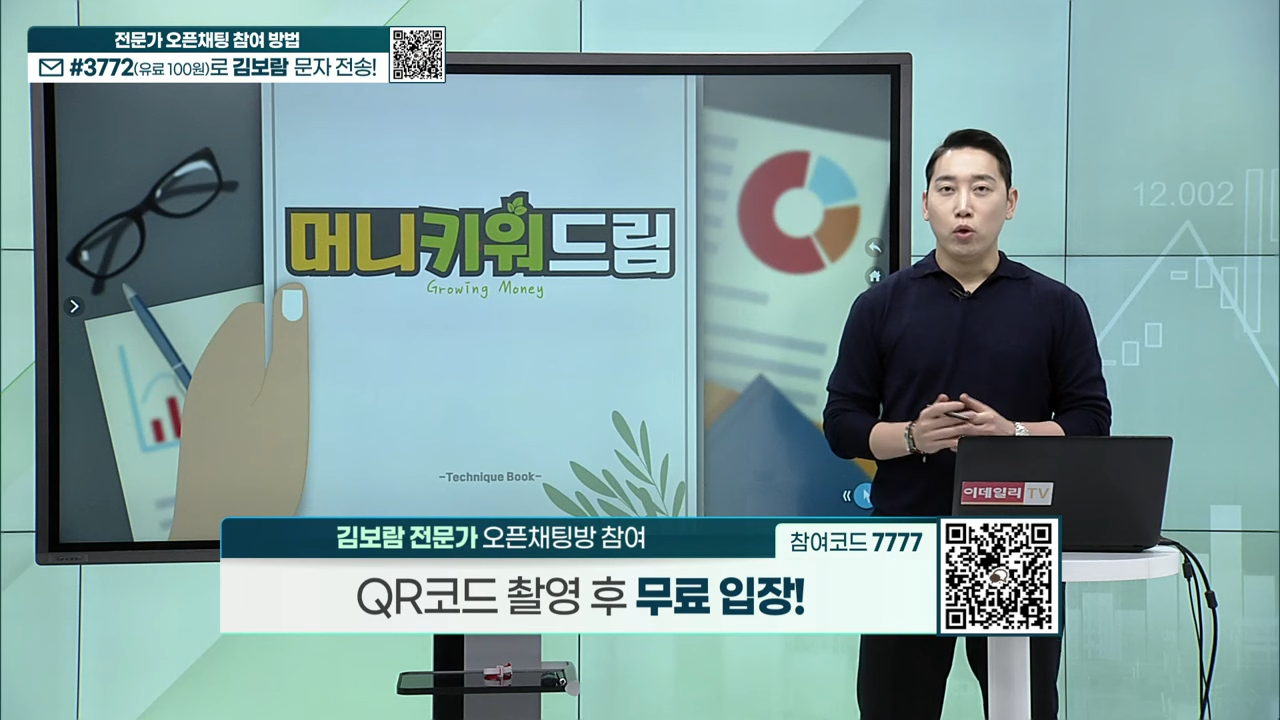 전문가 오픈채팅 참여 방법
#3772(유료 100원)로 김보람 문자 전송!
머니키워드림
Growing Money
-Technique Book-
12.002
이데일리TV
김보람 전문가 오픈채팅방 참여
참여코드 7777
QR코드 촬영 후 무료 입장!